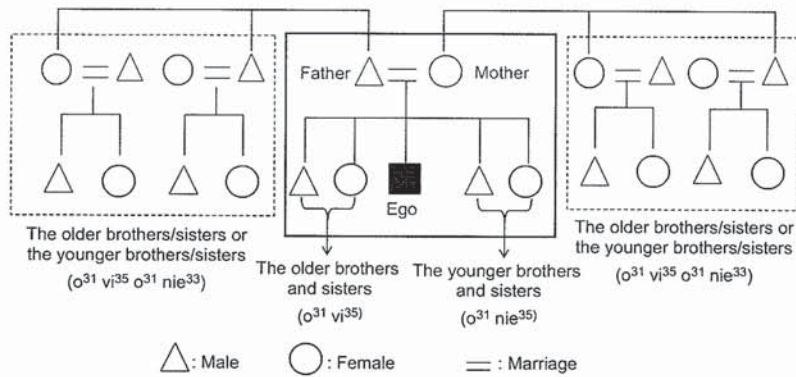 Father
Mother
Ego
The older brothers/sisters or
the younger brothers/sisters
(o³¹ vi³⁵ o³¹ nie³³)
The older brothers
and sisters
(o³¹ vi³⁵)
The younger brothers
and sisters
(o³¹ nie³⁵)
The older brothers/sisters or
the younger brothers/sisters
(o³¹ vi³⁵ o³¹ nie³³)
: Male
: Female
: Marriage